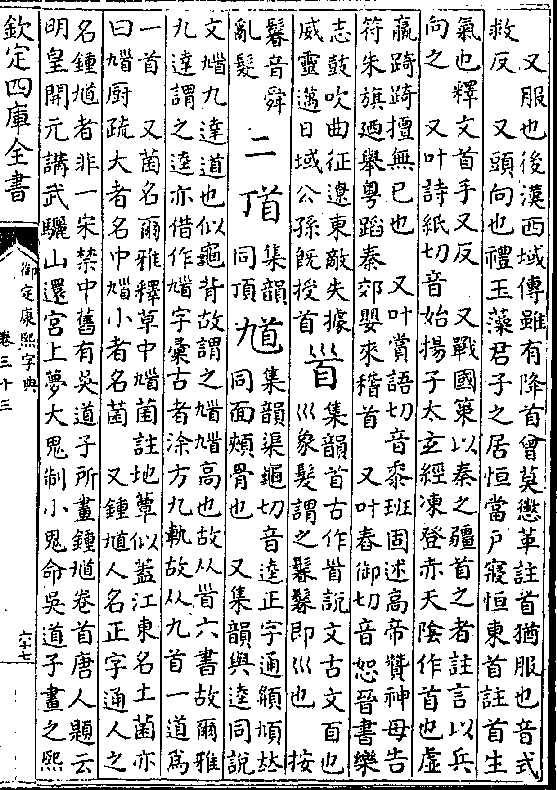 又服也後漢西域傳雖有降首曾莫懲革註首猶服也音式
救反 又頭向也禮玉藻君子之居恒當戶寢恒東首註首生
氣也釋文首手又反 又戰國策以秦之彊首之者註言以兵
向之 又叶詩紙切音始揚子太玄經凍登赤天陰作首也虛
羸踦踦擅無已也 又叶賞語切音黍班固述高帝贊神母告
符朱旗廼舉粵蹈秦郊嬰來稽首 又叶舂御切音恕晉書樂
志鼓吹曲征遼東敵失據
威靈邁日域公孫既授首
𩠐
集韻首古作𩠐說文古文𦣻也
巛象髮謂之鬊鬊即巛也 按
鬊音舜
亂髮
二
𩠑
集韻
同頂
馗
集韻渠龜切音逵正字通頯頄
同面頰骨也 又集韻與逵同說
文馗九達道也似龜背故謂之馗馗高也故从𩠐六書故爾雅
九達謂之逵亦借作馗字彙古者涂方九軌故从九首一道爲
一首 又菌名爾雅釋草中馗菌註地蕈似蓋江東名土菌亦
曰馗厨疏大者名中馗小者名菌 又鍾馗人名正字通人之
名鍾馗者非一宋禁中舊有吳道子所畫鍾馗卷首唐人題云
明皇開元講武驪山還宮上夢大鬼制小鬼命吳道子畫之熙
欽定四庫全書
御定康熙字典
卷三十三
六十七